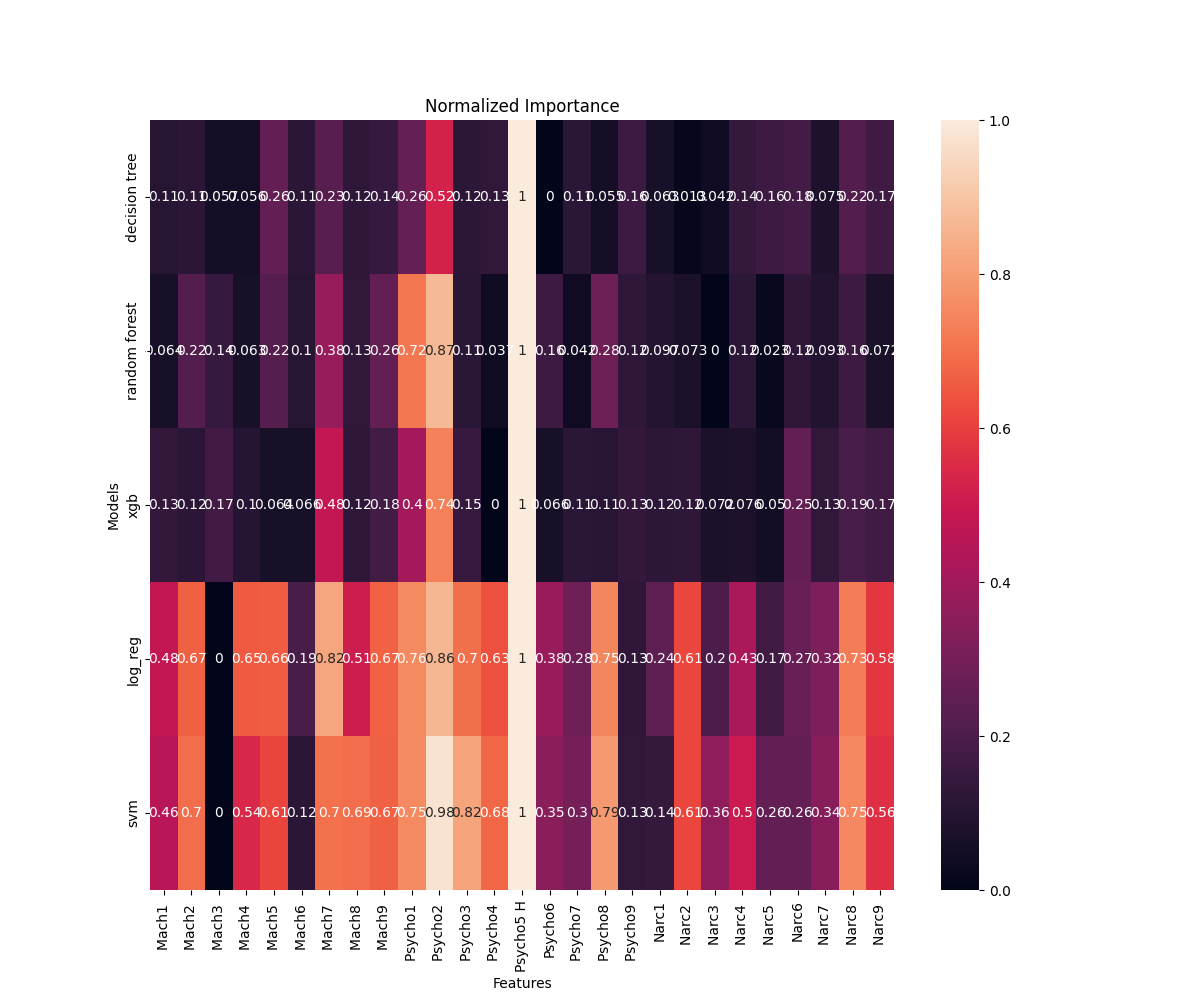 Normalized Importance
decision tree
0.11 0.11 0.057 0.056 0.26 0.11 0.23 0.12 0.14 0.26 0.52 0.12 0.13 1 0 0.11 0.055 0.16 0.063 0.013 0.042 0.14 0.16 0.18 0.075 0.22 0.17
random forest
0.064 0.22 0.14 0.063 0.22 0.1 0.38 0.13 0.26 0.72 0.87 0.11 0.037 1 0.16 0.042 0.28 0.12 0.097 0.073 0 0.12 0.023 0.12 0.093 0.16 0.072
Models
xgb
0.13 0.12 0.17 0.1 0.064 0.066 0.48 0.12 0.18 0.4 0.74 0.15 0 1 0.066 0.11 0.11 0.13 0.12 0.12 0.072 0.076 0.05 0.25 0.13 0.19 0.17
log_reg
0.48 0.67 0 0.65 0.66 0.19 0.82 0.51 0.67 0.76 0.86 0.7 0.63 1 0.38 0.28 0.75 0.13 0.24 0.61 0.2 0.43 0.17 0.27 0.32 0.73 0.58
svm
0.46 0.7 0 0.54 0.61 0.12 0.7 0.69 0.67 0.75 0.98 0.82 0.68 1 0.35 0.3 0.79 0.13 0.14 0.61 0.36 0.5 0.26 0.26 0.34 0.75 0.56
Mach1 Mach2 Mach3 Mach4 Mach5 Mach6 Mach7 Mach8 Mach9 Psycho1 Psycho2 Psycho3 Psycho4 Psycho5 H Psycho6 Psycho7 Psycho8 Psycho9 Narc1 Narc2 Narc3 Narc4 Narc5 Narc6 Narc7 Narc8 Narc9
Features
1.0
0.8
0.6
0.4
0.2
0.0